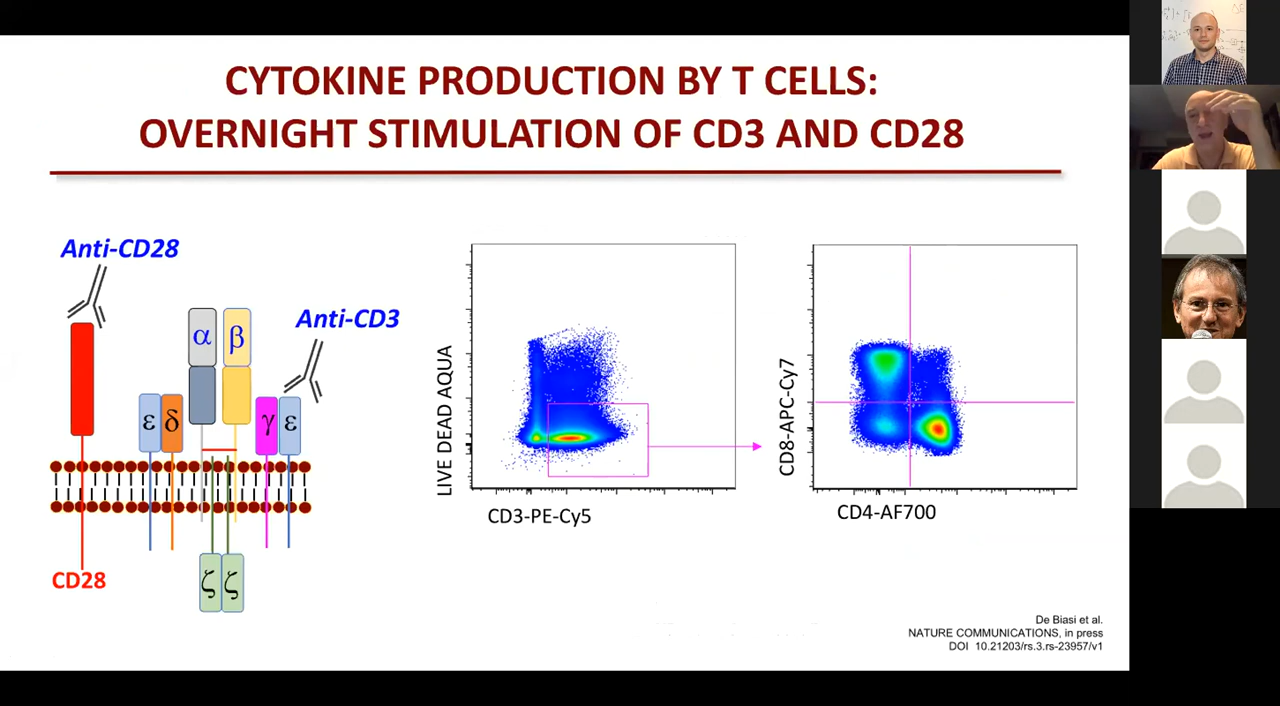 CYTOKINE PRODUCTION BY T CELLS:
OVERNIGHT STIMULATION OF CD3 AND CD28
Anti-CD28
Anti-CD3
α
β
ε
δ
γ
ε
ζ
ζ
CD28
LIVE DEAD AQUA
CD3-PE-Cy5
CD8-APC-Cy7
CD4-AF700
De Biasi et al.
NATURE COMMUNICATIONS, in press
DOI 10.21203/rs.3.rs-23957/v1